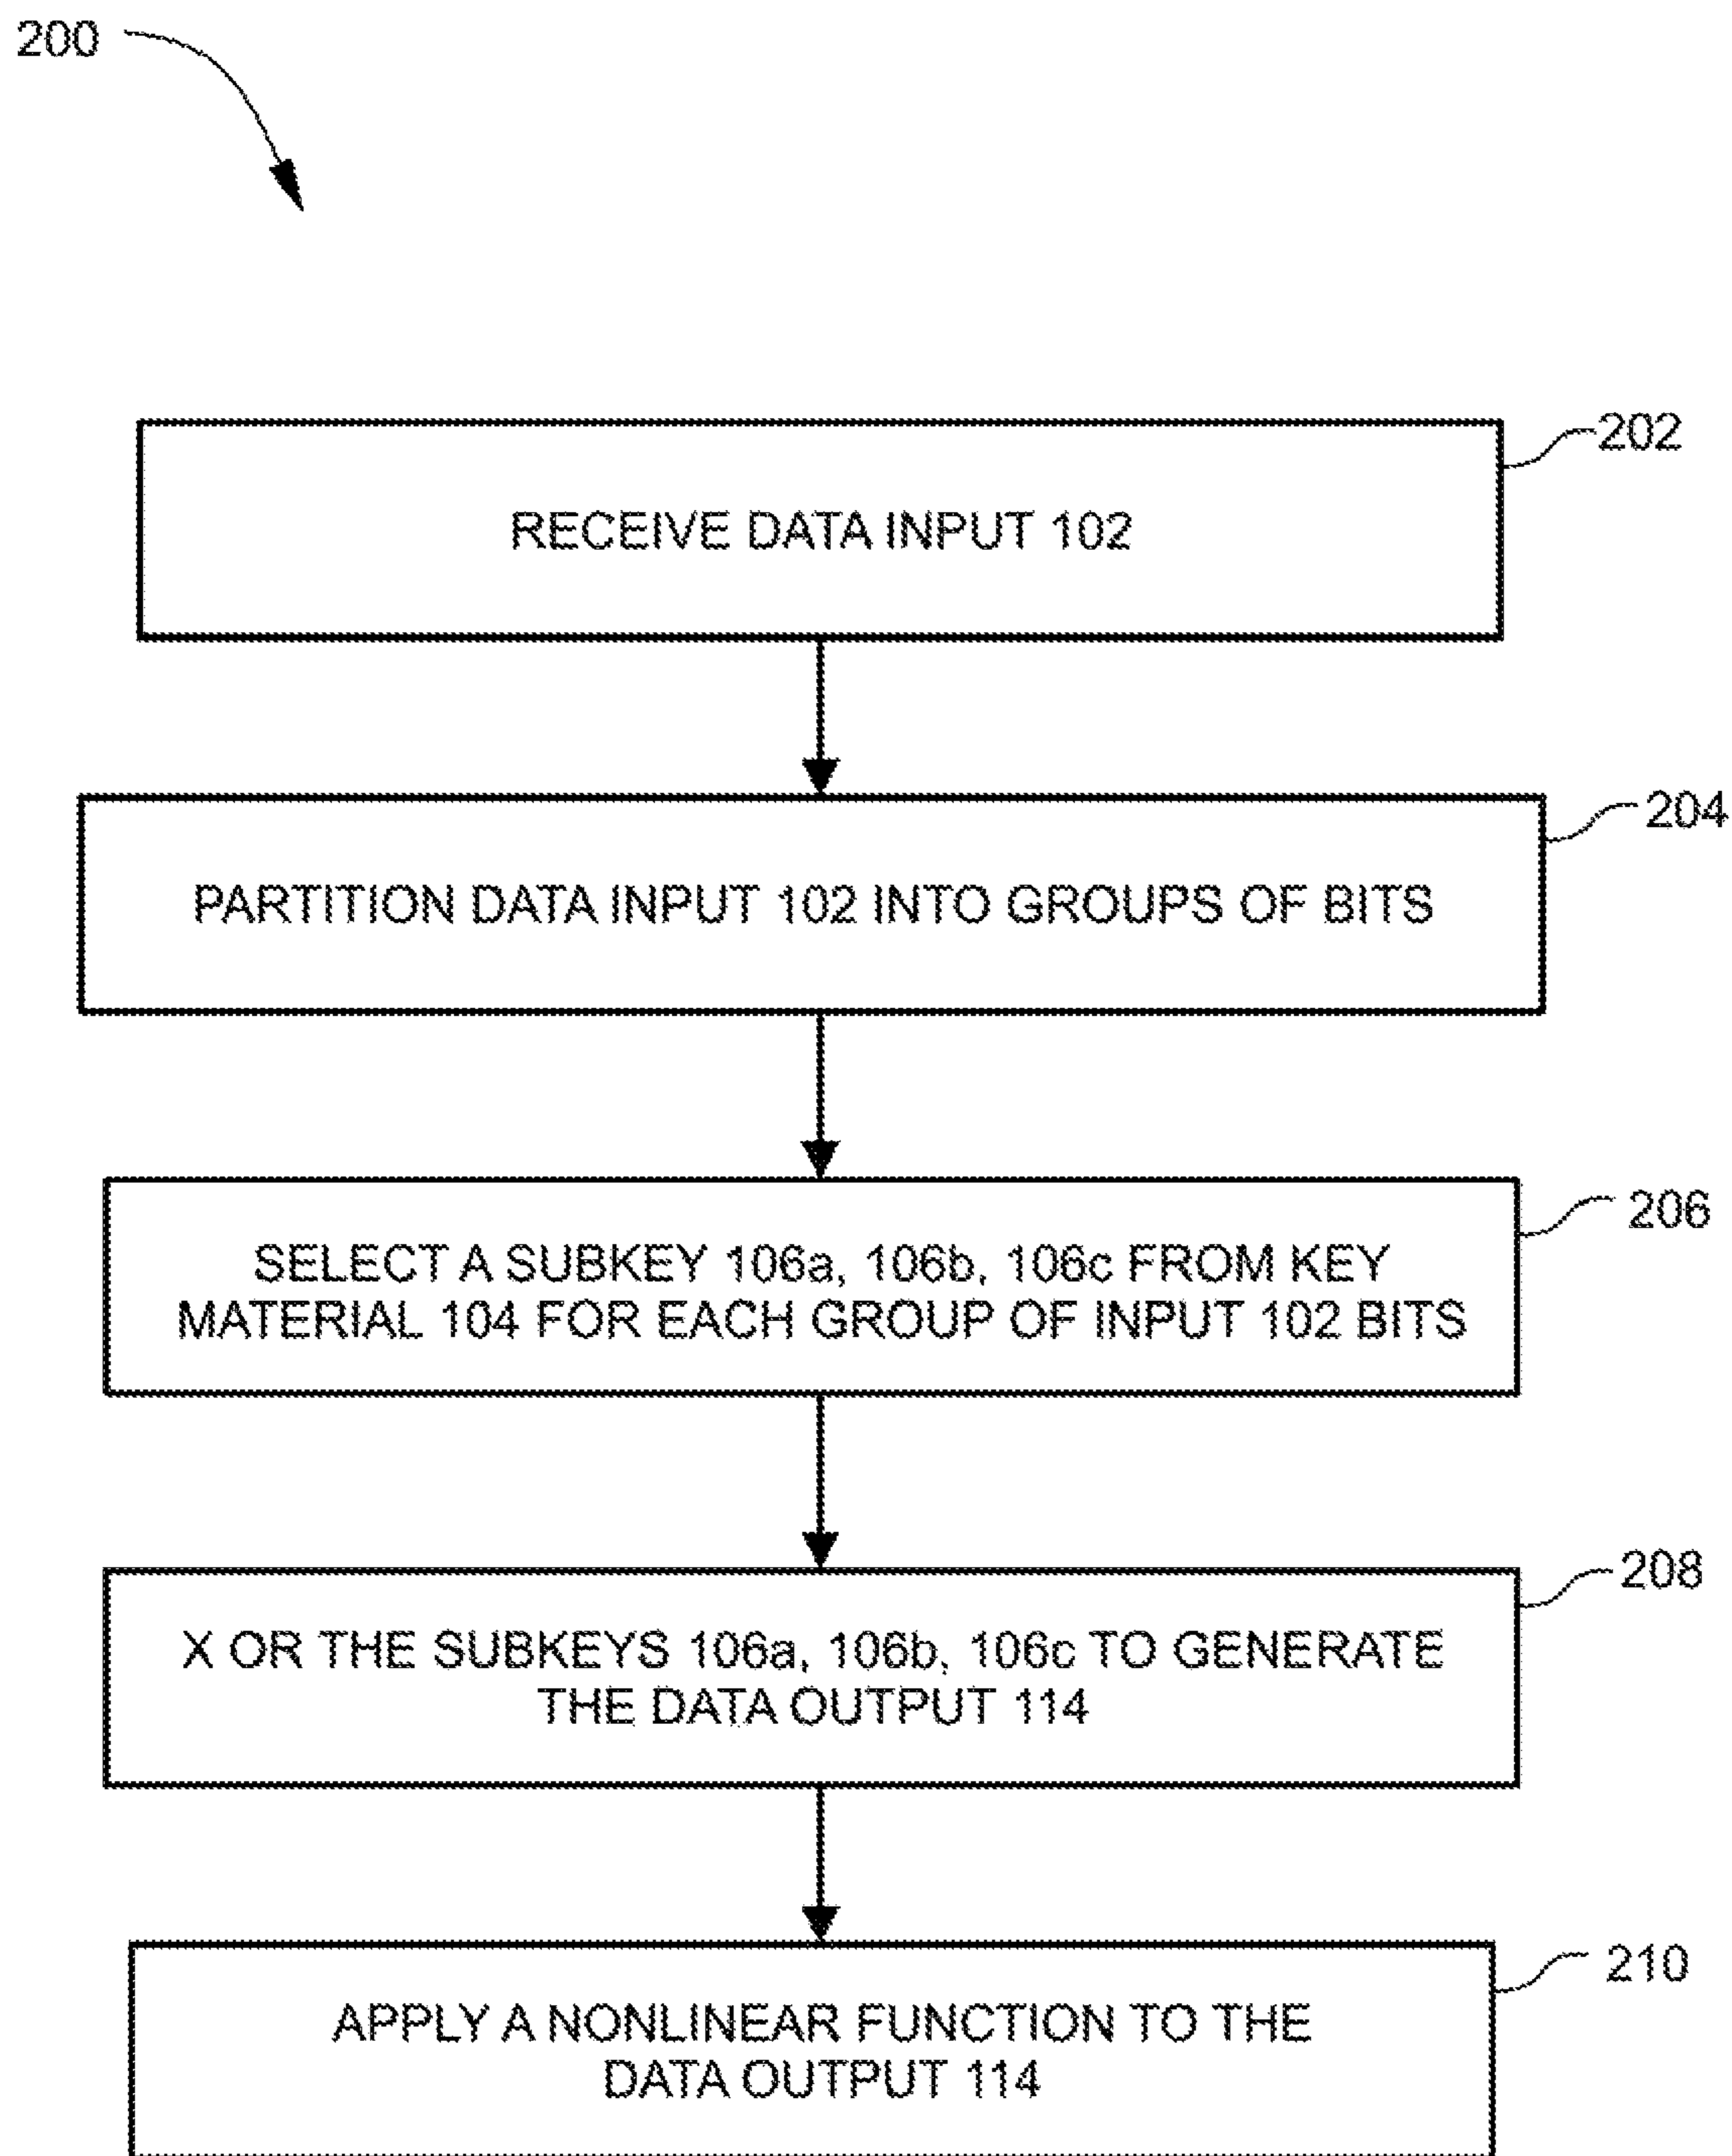 200
202
RECEIVE DATA INPUT 102
204
PARTITION DATA INPUT 102 INTO GROUPS OF BITS
206
SELECT A SUBKEY 106a, 106b, 106c FROM KEY
MATERIAL 104 FOR EACH GROUP OF INPUT 102 BITS
208
X OR THE SUBKEYS 106a, 106b, 106c TO GENERATE
THE DATA OUTPUT 114
210
APPLY A NONLINEAR FUNCTION TO THE
DATA OUTPUT 114